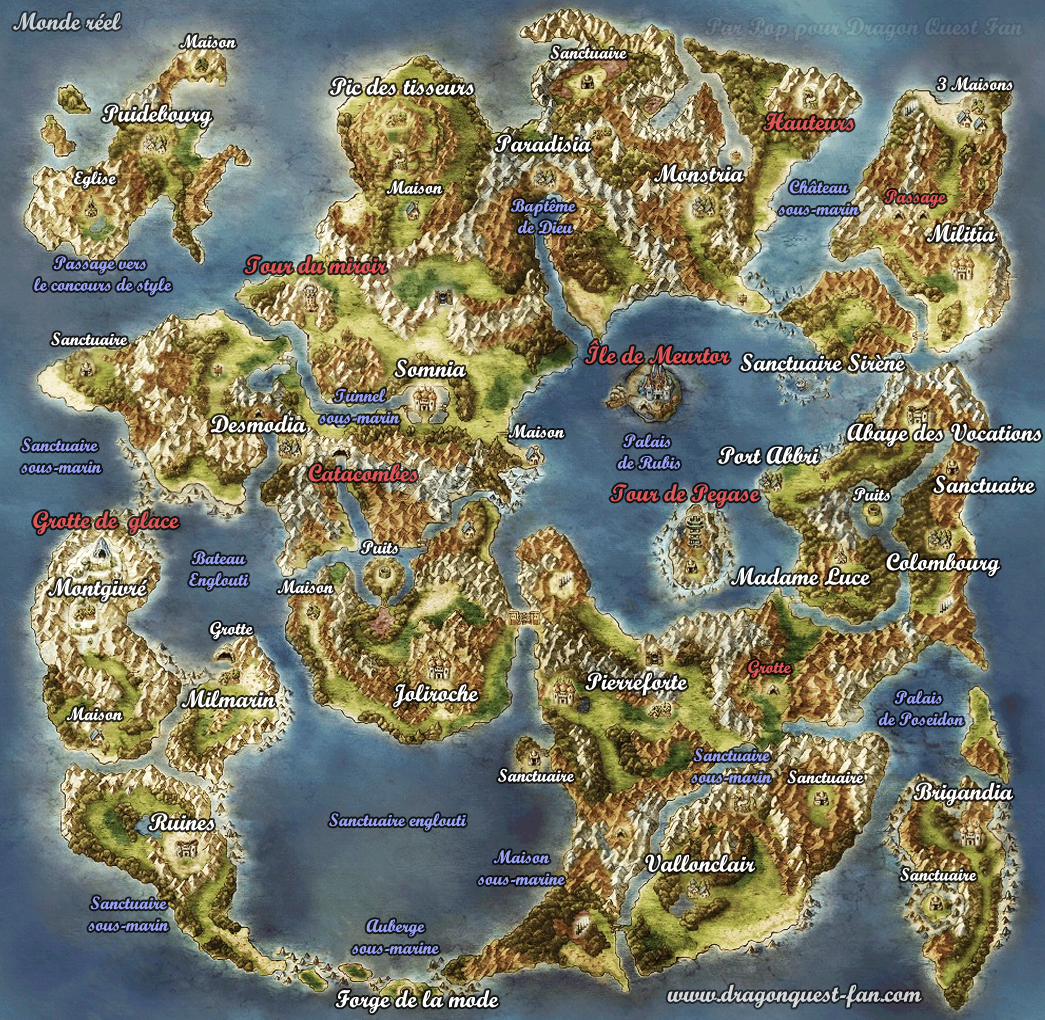 Monde réel
Par Pop pour Dragon Quest Fan
Maison
Sanctuaire
Pic des tisseurs
3 Maisons
Puidebourg
Hauteurs
Paradisia
Monstria
Eglise
Maison
Château
sous-marin
Passage
Baptême
de Dieu
Militia
Passage vers
le concours de style
Tour du miroir
Sanctuaire
Île de Meurtor
Sanctuaire Sirène
Somnia
Tunnel
sous-marin
Desmodia
Maison
Abaye des Vocations
Sanctuaire
sous-marin
Palais
de Rubis
Port Abbri
Catacombes
Sanctuaire
Tour de Pegase
Puits
Grotte de glace
Puits
Bateau
Englouti
Colombourg
Montgivré
Maison
Madame Luce
Grotte
Grotte
Pierreforte
Joliroche
Milmarin
Palais
de Poseidon
Maison
Sanctuaire
Sanctuaire
sous-marin
Sanctuaire
Brigandia
Ruines
Sanctuaire englouti
Maison
sous-marine
Vallonclair
Sanctuaire
Sanctuaire
sous-marin
Auberge
sous-marine
Forge de la mode
www.dragonquest-fan.com